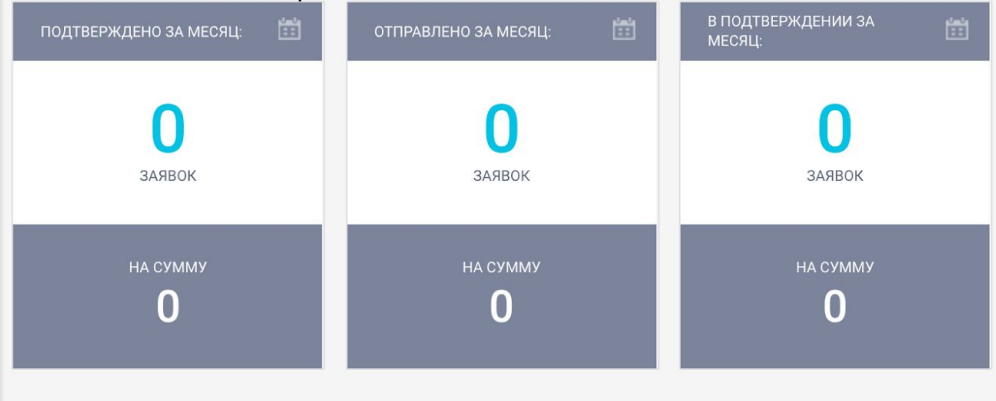 ПОДТВЕРЖДЕНО ЗА МЕСЯЦ:
0
ЗАЯВОК
НА СУММУ
0
ОТПРАВЛЕНО ЗА МЕСЯЦ:
0
ЗАЯВОК
НА СУММУ
0
В ПОДТВЕРЖДЕНИИ ЗА
МЕСЯЦ:
0
ЗАЯВОК
НА СУММУ
0